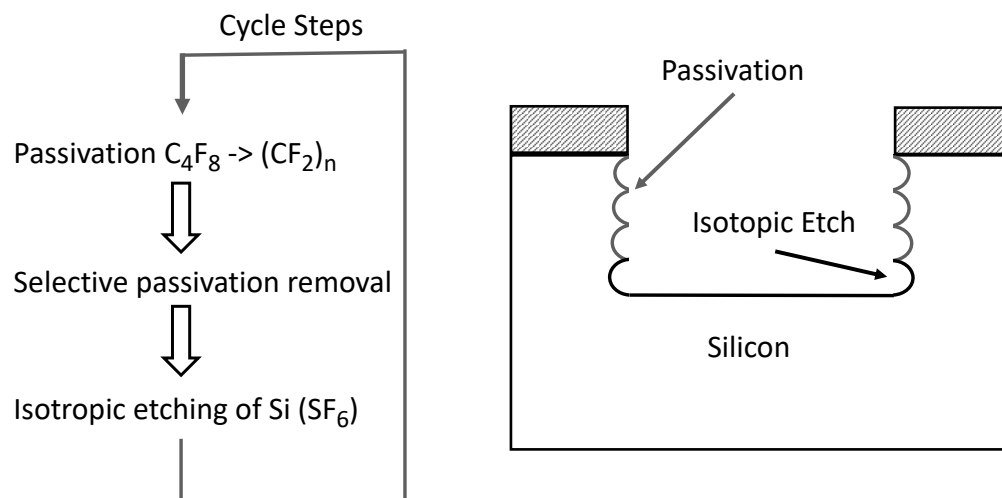 Cycle Steps
Passivation C₄F₈ -> (CF₂)ₙ
Selective passivation removal
Isotropic etching of Si (SF₆)
Passivation
Isotopic Etch
Silicon